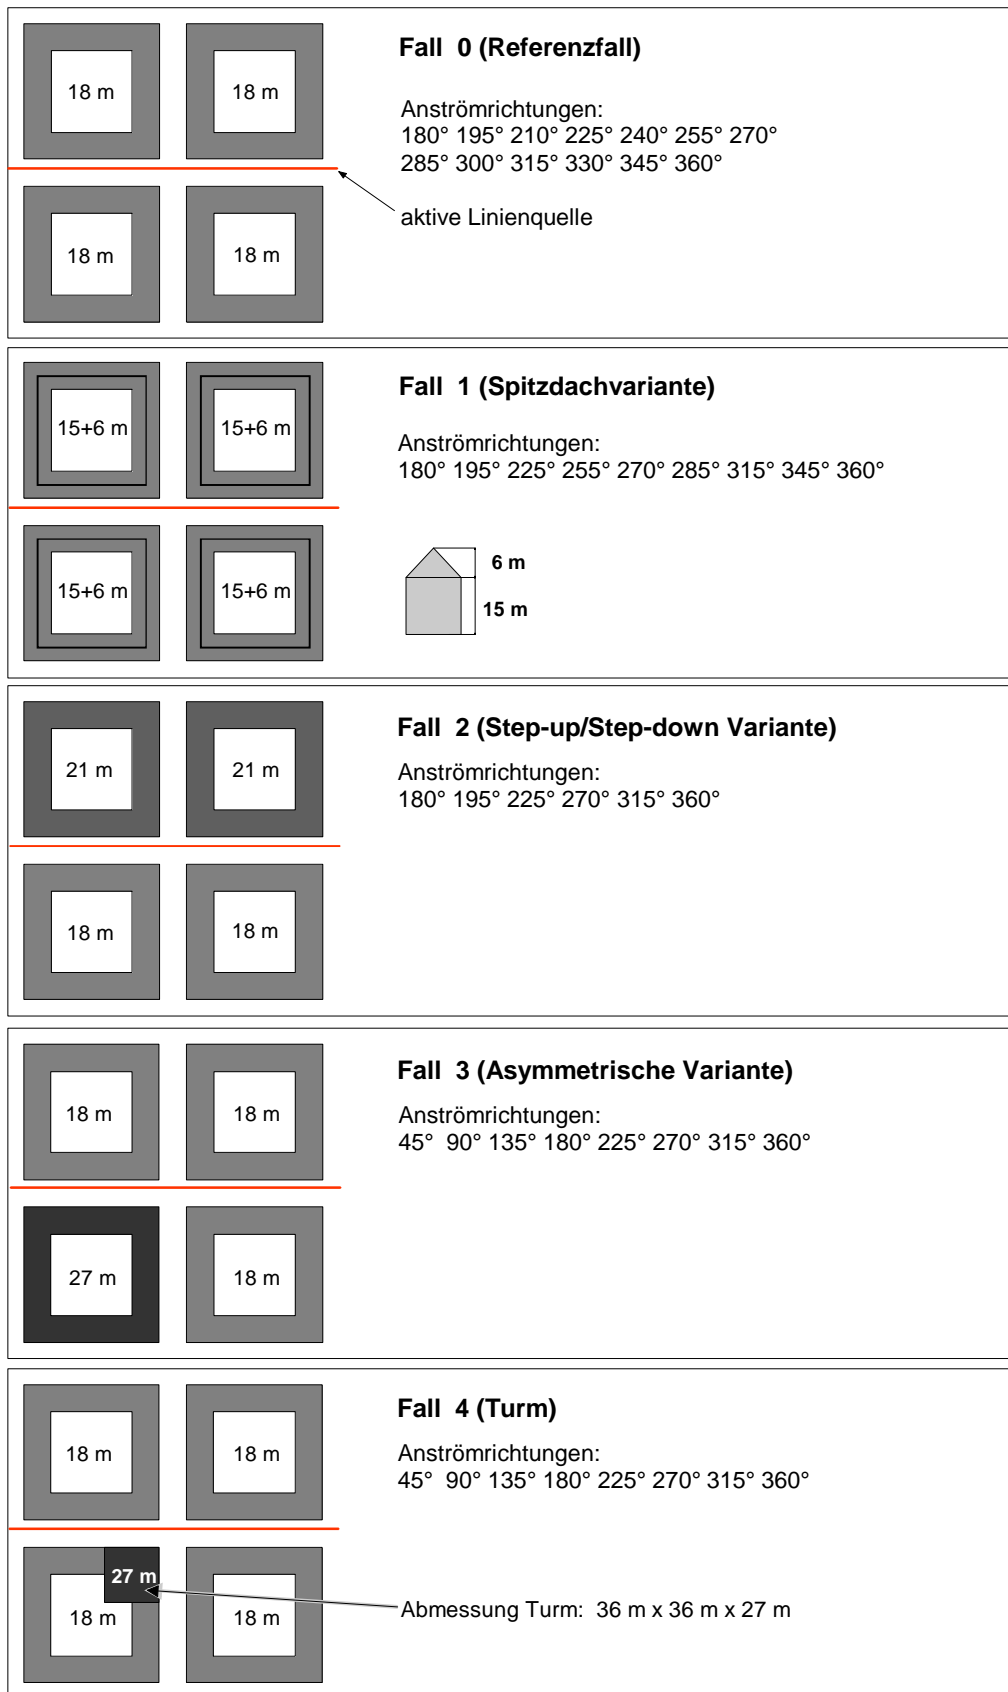 Fall 0 (Referenzfall)
18 m
18 m
Anströmrichtungen:
180° 195° 210° 225° 240° 255° 270°
285° 300° 315° 330° 345° 360°
aktive Linienquelle
18 m
18 m
Fall 1 (Spitzdachvariante)
15+6 m
15+6 m
Anströmrichtungen:
180° 195° 225° 255° 270° 285° 315° 345° 360°
6 m
15+6 m
15+6 m
15 m
Fall 2 (Step-up/Step-down Variante)
21 m
21 m
Anströmrichtungen:
180° 195° 225° 270° 315° 360°
18 m
18 m
Fall 3 (Asymmetrische Variante)
18 m
18 m
Anströmrichtungen:
45° 90° 135° 180° 225° 270° 315° 360°
27 m
18 m
Fall 4 (Turm)
18 m
18 m
Anströmrichtungen:
45° 90° 135° 180° 225° 270° 315° 360°
27 m
18 m
18 m
Abmessung Turm: 36 m x 36 m x 27 m